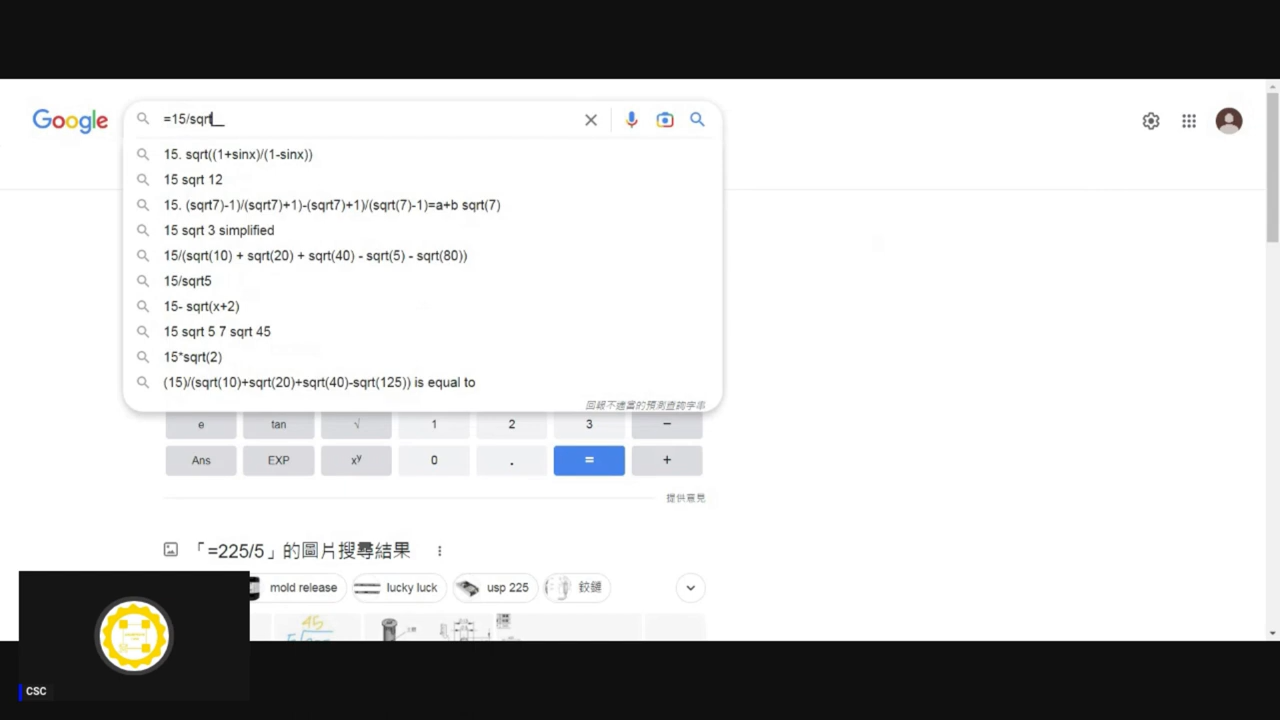 Google
=15/sqrt
15. sqrt((1+sinx)/(1-sinx))
15 sqrt 12
15. (sqrt7)-1)/(sqrt7)+1)-(sqrt7)+1)/(sqrt(7)-1)=a+b sqrt(7)
15 sqrt 3 simplified
15/(sqrt(10) + sqrt(20) + sqrt(40) - sqrt(5) - sqrt(80))
15/sqrt5
15- sqrt(x+2)
15 sqrt 5 7 sqrt 45
15*sqrt(2)
(15)/(sqrt(10)+sqrt(20)+sqrt(40)-sqrt(125)) is equal to
回報不適當的預測查詢字串
e tan √ 1 2 3 −
Ans EXP xʸ 0 . = +
提供意見
「=225/5」的圖片搜尋結果
mold release lucky luck usp 225 鉸鏈
45
CSC